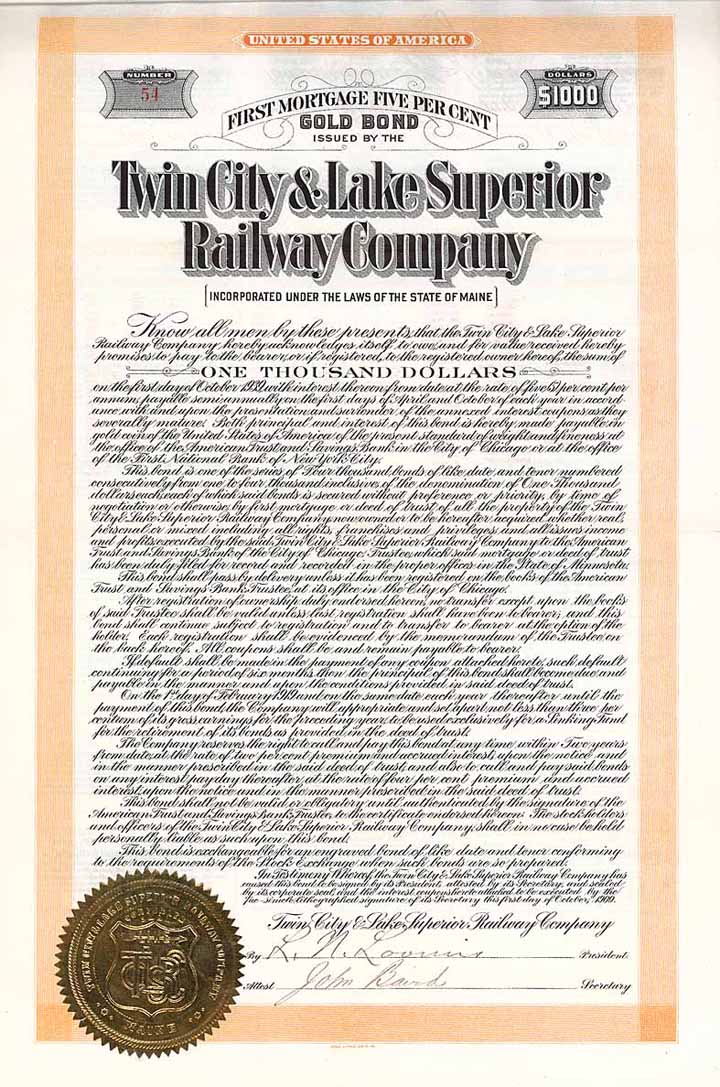 UNITED STATES OF AMERICA
NUMBER
54
DOLLARS
$1000
FIRST MORTGAGE FIVE PER CENT
GOLD BOND
ISSUED BY THE
Twin City & Lake Superior
Railway Company
[INCORPORATED UNDER THE LAWS OF THE STATE OF MAINE]
Know all men by these presents, that the Twin City & Lake Superior
Railway Company hereby acknowledges itself to owe, and for value received hereby
promises to pay to the bearer, or if registered, to the registered owner hereof, the sum of
ONE THOUSAND DOLLARS
on the first day of October 1939, with interest thereon from date at the rate of five (5) per cent per
annum, payable semi-annually on the first days of April and October of each year in accord-
ance with and upon the presentation and surrender of the annexed interest coupons as they
severally mature. Both principal and interest of this bond is hereby made payable in
gold coin of the United States of America of the present standard of weight and fineness at
the office of the American Trust and Savings Bank in the City of Chicago or at the office
of the First National Bank of New York City.
This bond is one of the series of Four thousand bonds of like date and tenor numbered
consecutively from one to four thousand inclusive of the denomination of One Thousand
dollars each, each of which said bonds is secured without preference or priority, by time of
negotiation or otherwise by first mortgage or deed of trust of all the property of the Twin
City & Lake Superior Railway Company now owned or to be hereafter acquired, whether real,
personal or mixed including all rights, franchises and privileges and all issues income
and profits executed by the said Twin City & Lake Superior Railway Company to the American
Trust and Savings Bank of the City of Chicago, Trustee, which said mortgage or deed of trust
has been duly filed for record and recorded in the proper offices in the State of Minnesota.
This bond shall pass by delivery unless it has been registered on the books of the American
Trust and Savings Bank, Trustee, at its office in the City of Chicago.
After registration of ownership duly endorsed hereon, no transfer except upon the books
of said Trustee shall be valid unless last registration shall have been to bearer; and this
bond shall continue subject to registration and to transfer to bearer at the option of the
holder. Each registration shall be evidenced by the memorandum of the Trustee on
the back hereof. All coupons shall be and remain payable to bearer.
If default shall be made in the payment of any coupon attached hereto, such default
continuing for a period of six months, then the principal of this bond shall become due and
payable in the manner and upon the conditions provided in said deed of trust.
On the 1st day of February 1919 and on the same date each year thereafter until the
payment of this bond, the Company will appropriate and set apart not less than three per
centum of its gross earnings for the preceding year, to be used exclusively for a Sinking Fund
for the retirement of its bonds as provided in the deed of trust.
The Company reserves the right to call and pay this bond at any time within Two years
from date, at the rate of two per cent premium and accrued interest, upon the notice and
in the manner prescribed in the said deed of trust, and also to call and pay said bonds
on any interest pay day thereafter, at the rate of four per cent premium and accrued
interest, upon the notice and in the manner prescribed in the said deed of trust.
This bond shall not be valid or obligatory until authenticated by the signature of the
American Trust and Savings Bank, Trustee, to the certificate endorsed hereon. The stockholders
and officers of the Twin City & Lake Superior Railway Company, shall in no case be held
personally liable as such upon this bond.
This bond is exchangeable for an engraved bond of like date and tenor conforming
to the requirements of the Stock Exchange when such bonds are so prepared.
In Testimony Whereof, the Twin City & Lake Superior Railway Company has
caused this bond to be signed by its President, attested by its Secretary, and sealed
by its corporate seal, and the interest coupons hereto attached to be executed by the
fac-simile lithographed signature of its Secretary this first day of October, 1909.
Twin City & Lake Superior Railway Company
By L. N. Loomis President.
Attest John Baird Secretary
TWIN CITY & LAKE SUPERIOR RAILWAY COMPANY
MAINE